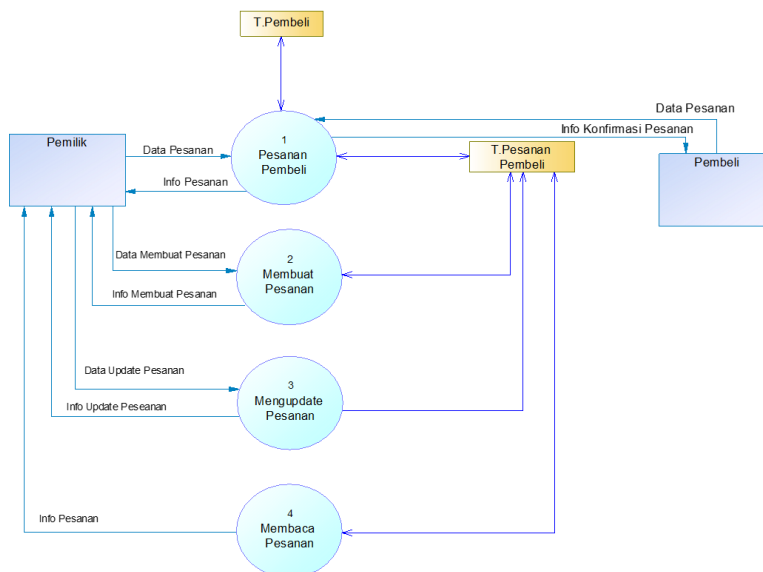 T.Pembeli
Data Pesanan
Info Konfirmasi Pesanan
1
Pesanan
Pembeli
Pemilik
Data Pesanan
Info Pesanan
T.Pesanan
Pembeli
Pembeli
Data Membuat Pesanan
Info Membuat Pesanan
2
Membuat
Pesanan
Data Update Pesanan
Info Update Peseanan
3
Mengupdate
Pesanan
Info Pesanan
4
Membaca
Pesanan